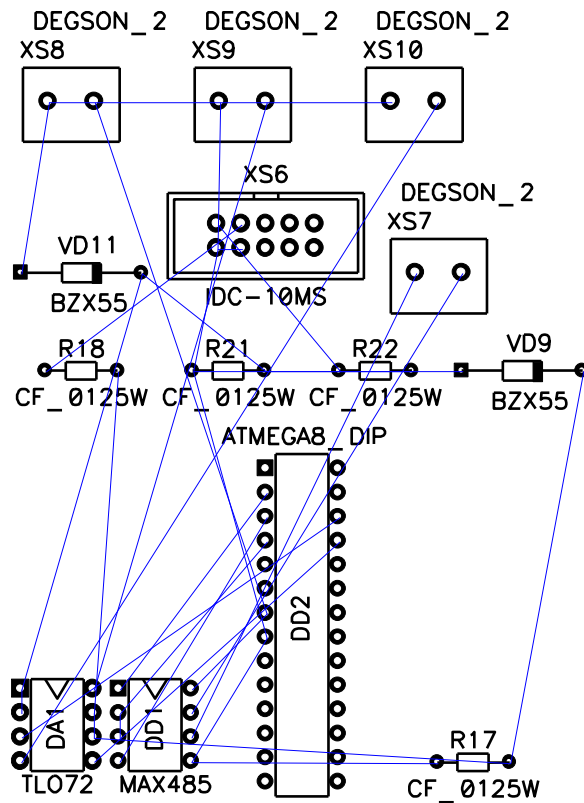 DEGSON_2 DEGSON_2 DEGSON_2
XS8 XS9 XS10
XS6
DEGSON_2
XS7
VD11
BZX55
IDC-10MS
R18 R21 R22 VD9
CF_0125W CF_0125W CF_0125W BZX55
ATMEGA8_DIP
DD2
DA1 DD1
TL072 MAX485
R17
CF_0125W